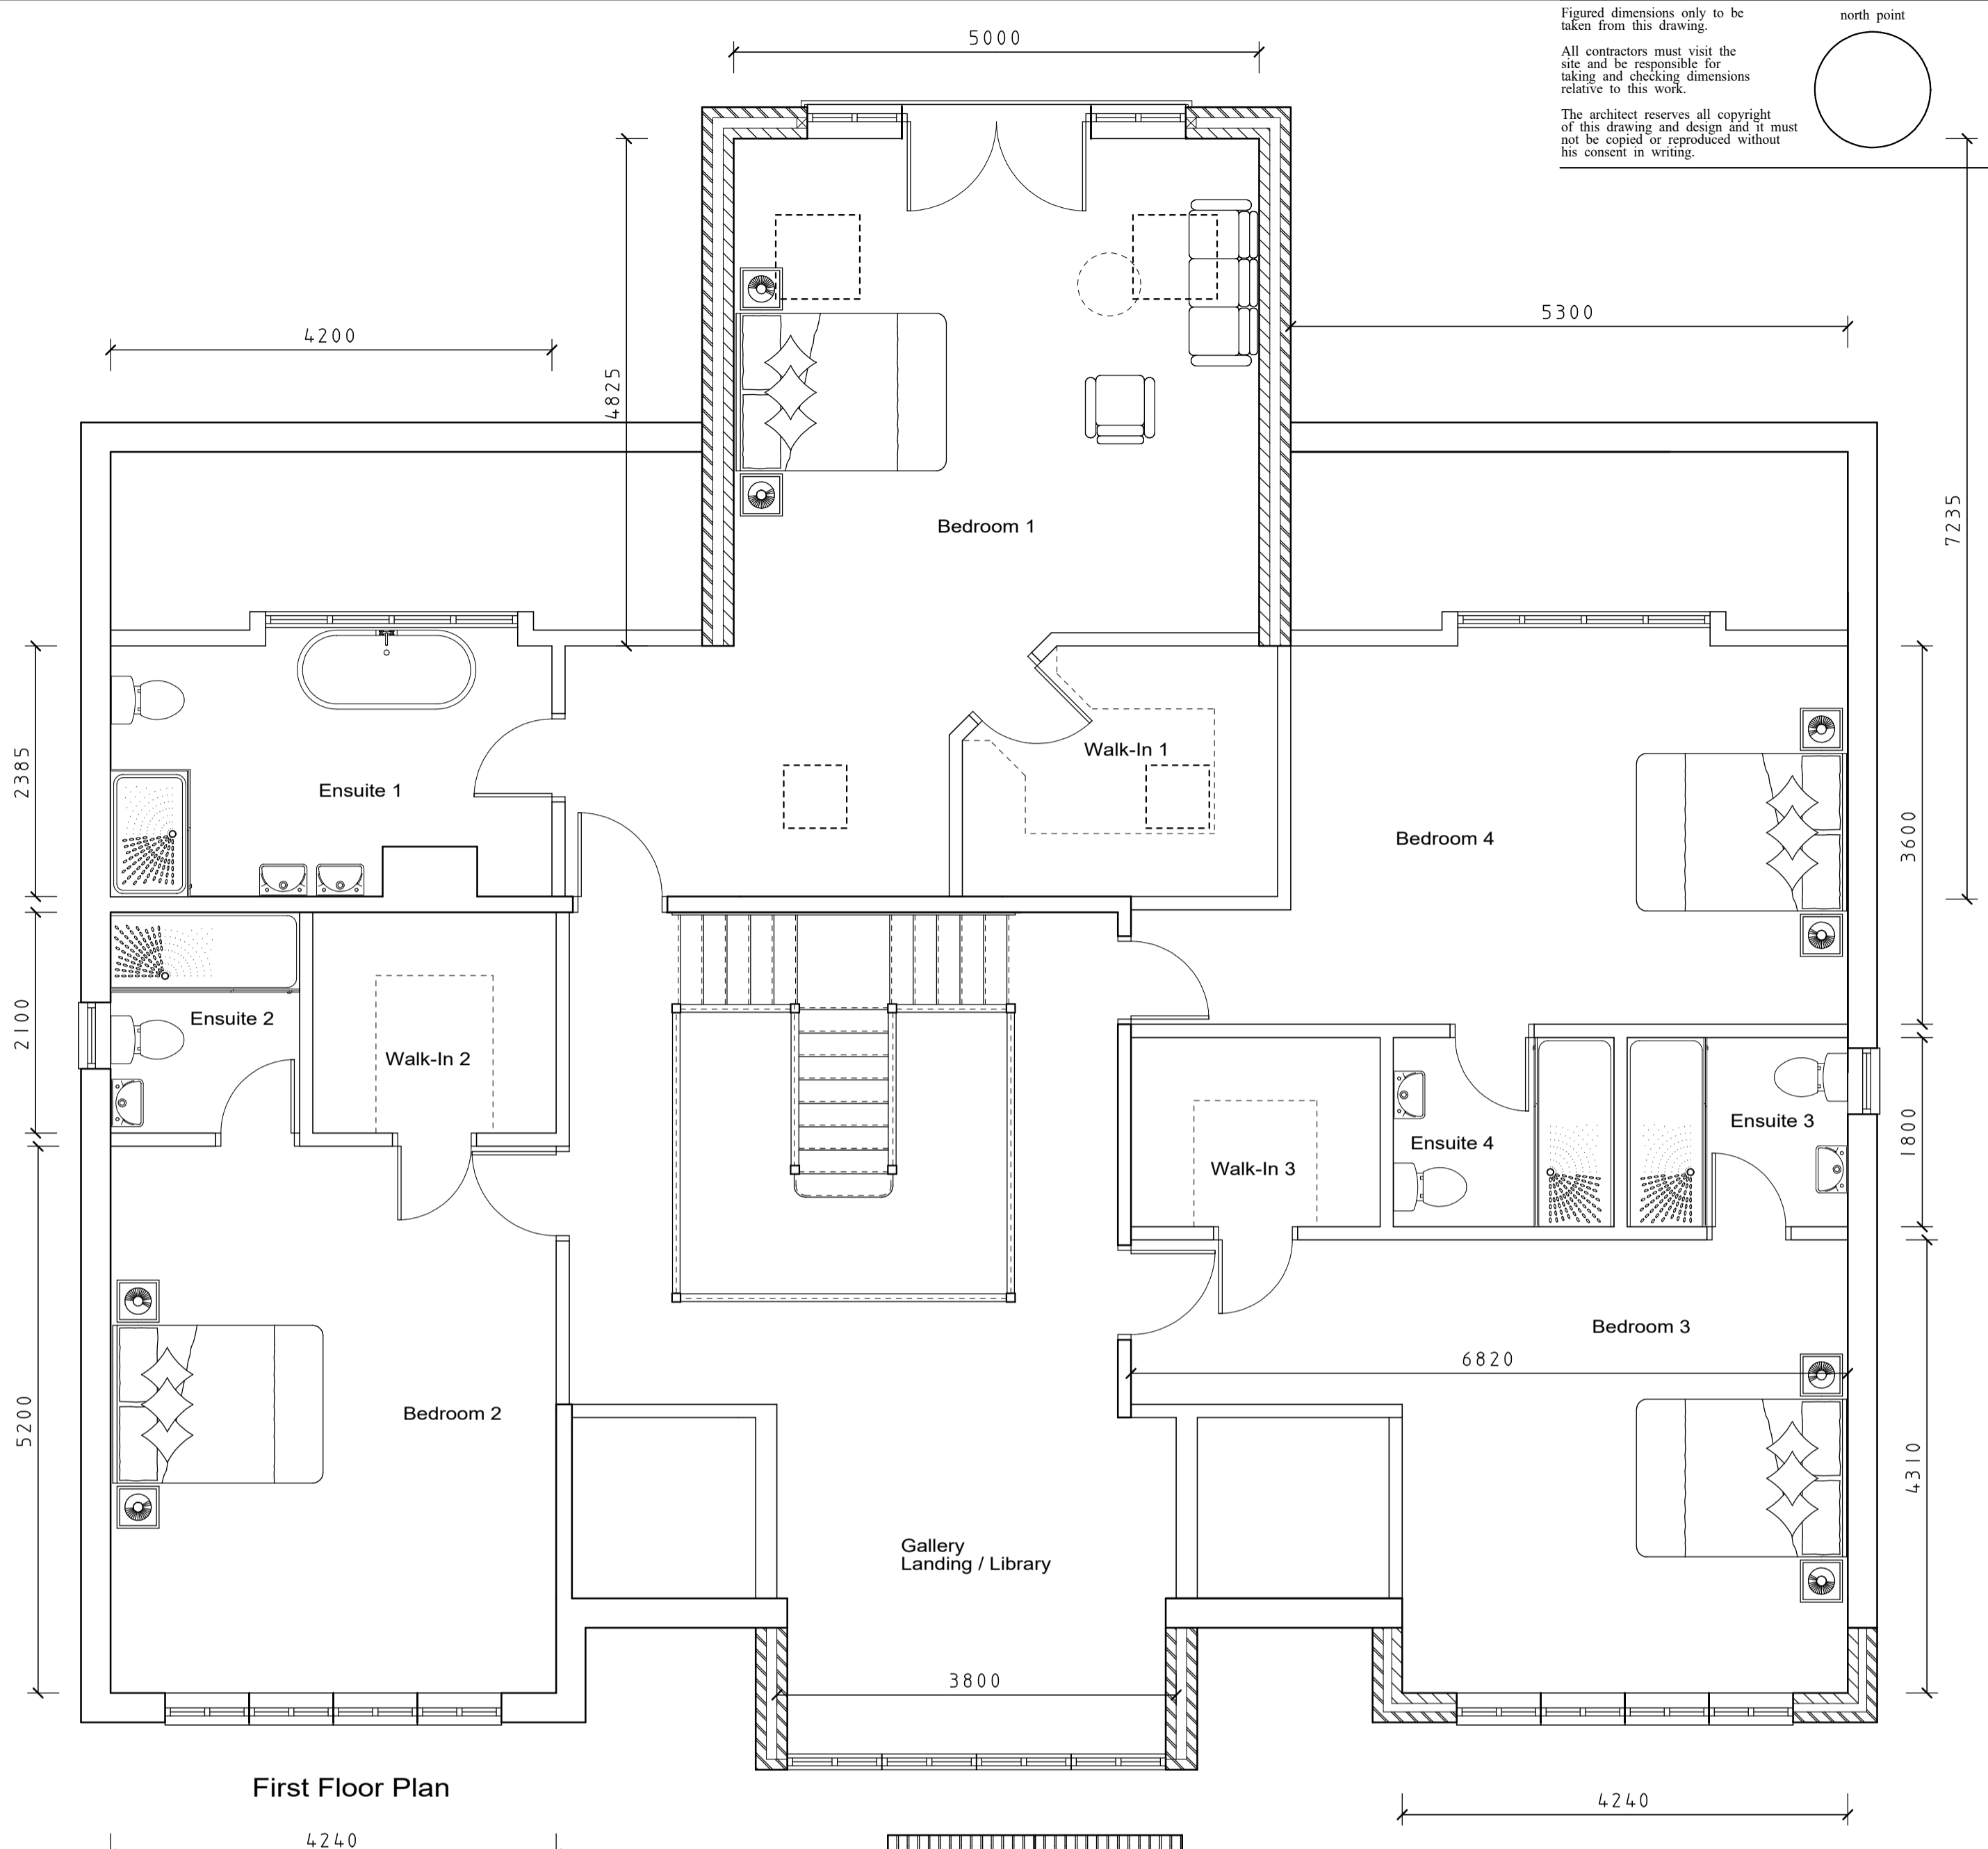 Figured dimensions only to be
taken from this drawing.
All contractors must visit the
site and be responsible for
taking and checking dimensions
relative to this work.
The architect reserves all copyright
of this drawing and design and it must
not be copied or reproduced without
his consent in writing.
north point
5000
4200
4825
5300
7235
Bedroom 1
2385
Ensuite 1
Walk-In 1
Bedroom 4
3600
2100
Ensuite 2
Walk-In 2
Walk-In 3
Ensuite 4
Ensuite 3
1800
Bedroom 3
6820
5200
Bedroom 2
4310
Gallery
Landing / Library
3800
First Floor Plan
4240
4240